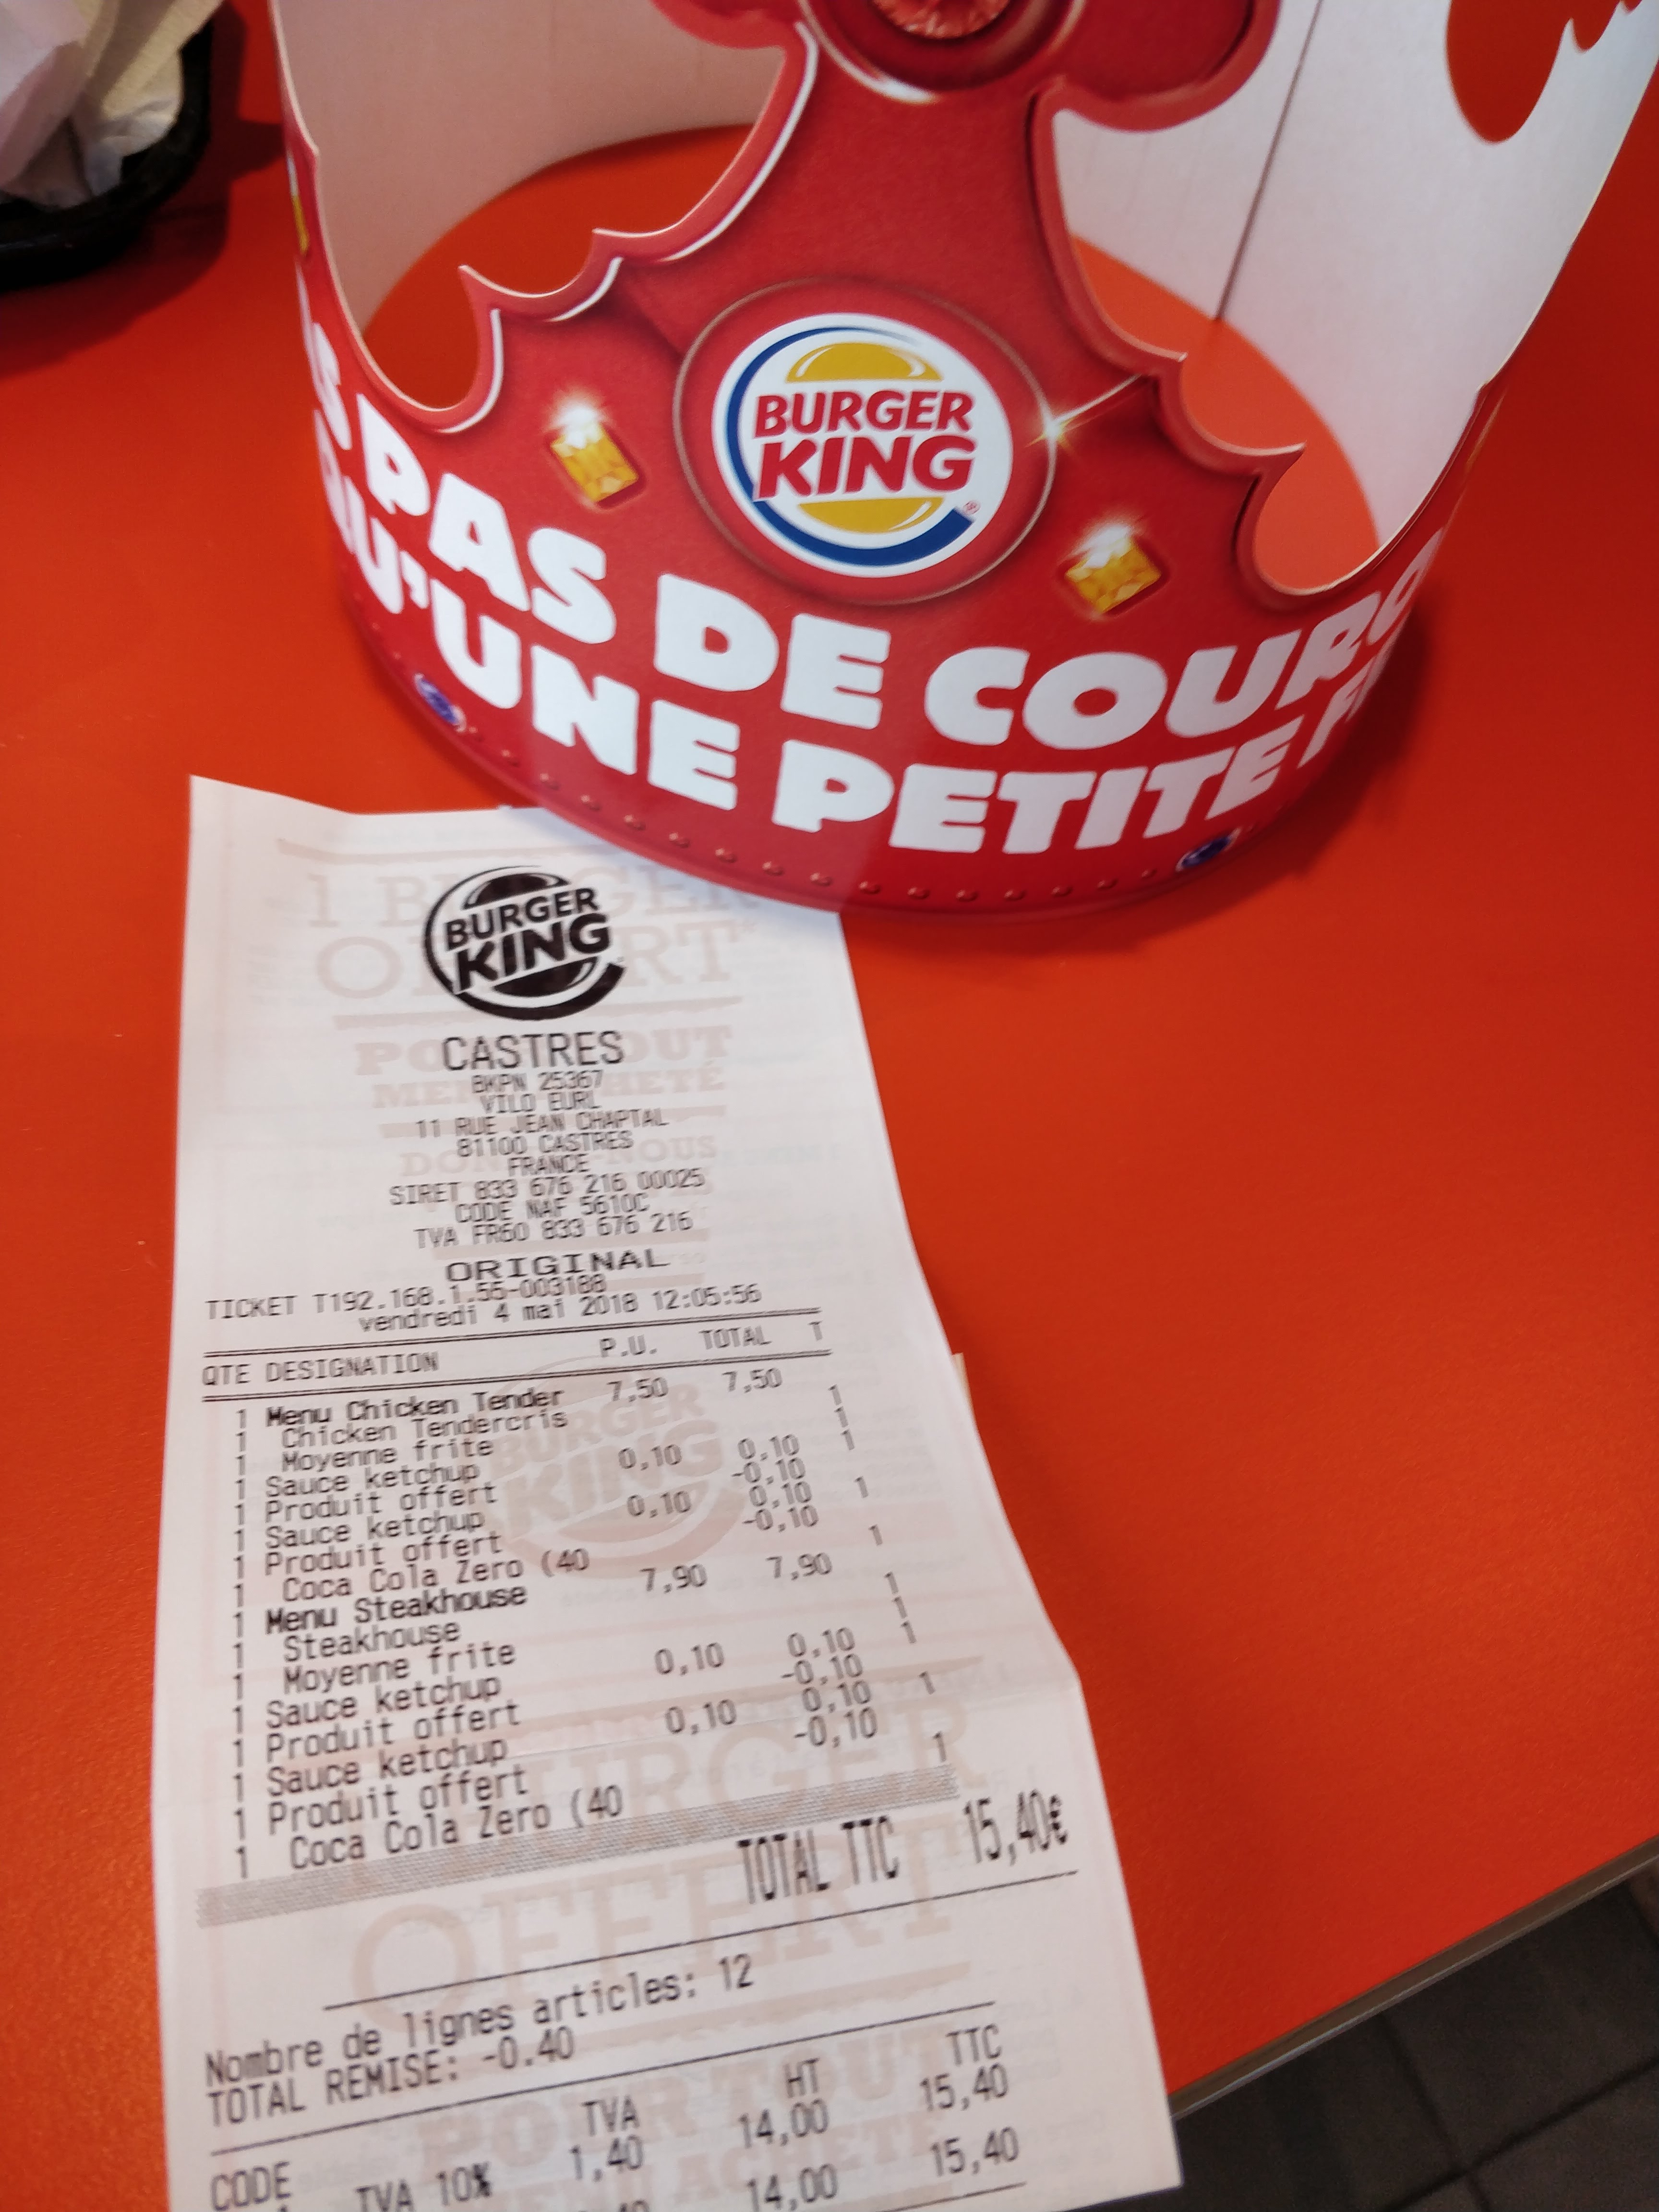 BURGER
KING
®
PAS DE COURO
QU'UNE PETITE
BURGER
KING
CASTRES
BKPN 25367
VILO EURL
11 RUE JEAN CHAPTAL
81100 CASTRES
FRANCE
SIRET 833 676 216 00025
CODE NAF 5610C
TVA FR60 833 676 216
ORIGINAL
TICKET T192.168.1.55-003188
vendredi 4 mai 2018 12:05:56
QTE DESIGNATION P.U. TOTAL T
1 Menu Chicken Tender 7,50 7,50
1 Chicken Tendercris 1
1 Moyenne frite 1
1 Sauce ketchup 0,10 0,10 1
1 Produit offert -0,10
1 Sauce ketchup 0,10 0,10 1
1 Produit offert -0,10
1 Coca Cola Zero (40 1
1 Menu Steakhouse 7,90 7,90
1 Steakhouse 1
1 Moyenne frite 1
1 Sauce ketchup 0,10 0,10 1
1 Produit offert -0,10
1 Sauce ketchup 0,10 0,10 1
1 Produit offert -0,10
1 Coca Cola Zero (40 1
TOTAL TTC 15,40€
Nombre de lignes articles: 12
TOTAL REMISE: -0.40
CODE TVA HT TTC
TVA 10% 1,40 14,00 15,40
14,00 15,40